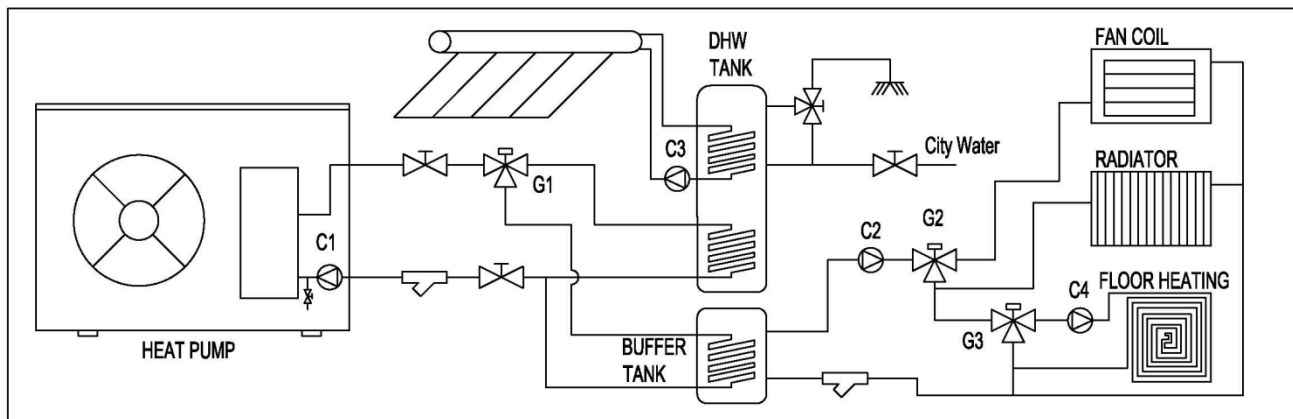 DHW
TANK
FAN COIL
C3
City Water
RADIATOR
G1
C1
C2
G2
FLOOR HEATING
C4
G3
HEAT PUMP
BUFFER
TANK